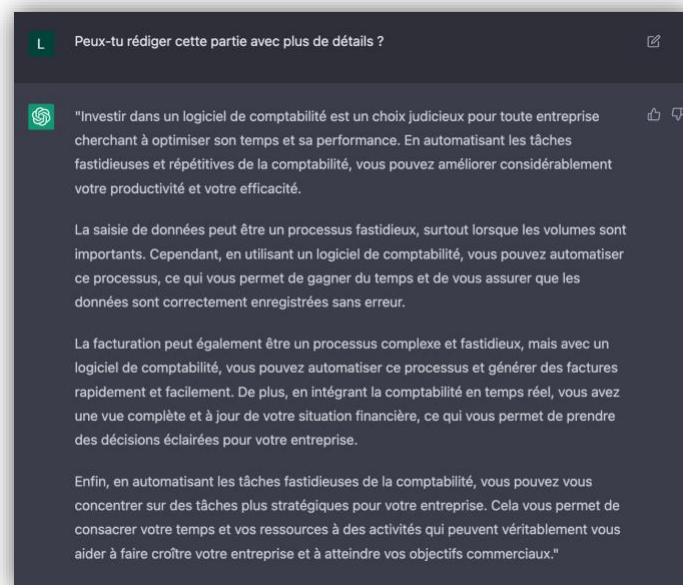 L
Peux-tu rédiger cette partie avec plus de détails ?
"Investir dans un logiciel de comptabilité est un choix judicieux pour toute entreprise
cherchant à optimiser son temps et sa performance. En automatisant les tâches
fastidieuses et répétitives de la comptabilité, vous pouvez améliorer considérablement
votre productivité et votre efficacité.
La saisie de données peut être un processus fastidieux, surtout lorsque les volumes sont
importants. Cependant, en utilisant un logiciel de comptabilité, vous pouvez automatiser
ce processus, ce qui vous permet de gagner du temps et de vous assurer que les
données sont correctement enregistrées sans erreur.
La facturation peut également être un processus complexe et fastidieux, mais avec un
logiciel de comptabilité, vous pouvez automatiser ce processus et générer des factures
rapidement et facilement. De plus, en intégrant la comptabilité en temps réel, vous avez
une vue complète et à jour de votre situation financière, ce qui vous permet de prendre
des décisions éclairées pour votre entreprise.
Enfin, en automatisant les tâches fastidieuses de la comptabilité, vous pouvez vous
concentrer sur des tâches plus stratégiques pour votre entreprise. Cela vous permet de
consacrer votre temps et vos ressources à des activités qui peuvent véritablement vous
aider à faire croître votre entreprise et à atteindre vos objectifs commerciaux."